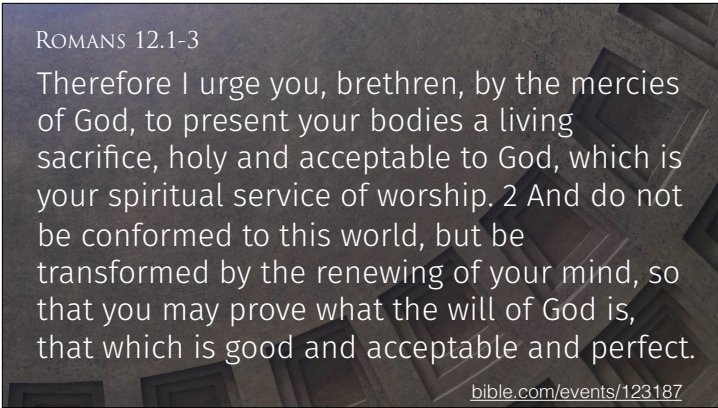 ROMANS 12.1-3
Therefore I urge you, brethren, by the mercies
of God, to present your bodies a living
sacrifice, holy and acceptable to God, which is
your spiritual service of worship. 2 And do not
be conformed to this world, but be
transformed by the renewing of your mind, so
that you may prove what the will of God is,
that which is good and acceptable and perfect.
bible.com/events/123187